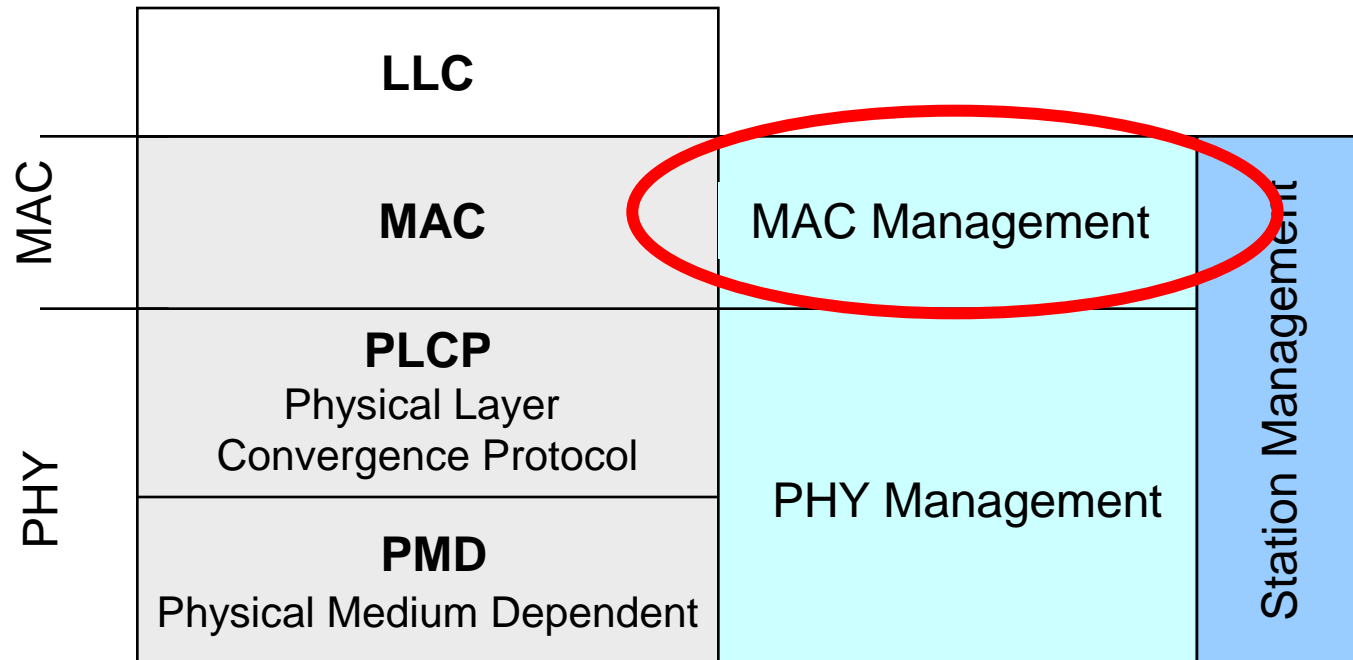 LLC
MAC
MAC
MAC Management
PHY
PLCP
Physical Layer
Convergence Protocol
PMD
Physical Medium Dependent
PHY Management
Station Management